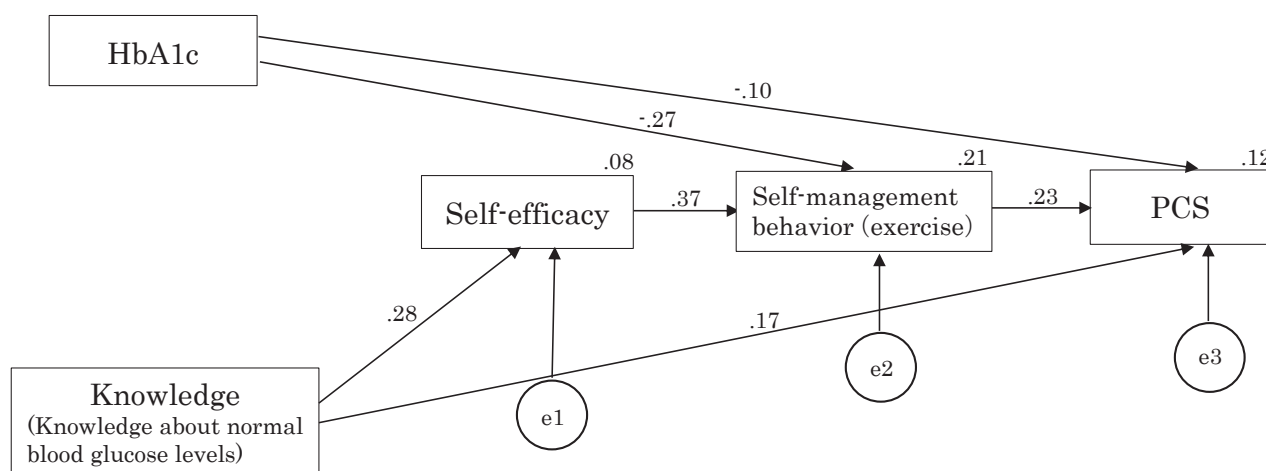 HbA1c
-.10
-.27
.08
.21
.12
Self-efficacy
.37
Self-management
behavior (exercise)
.23
PCS
.28
.17
Knowledge
(Knowledge about normal
blood glucose levels)
e1
e2
e3